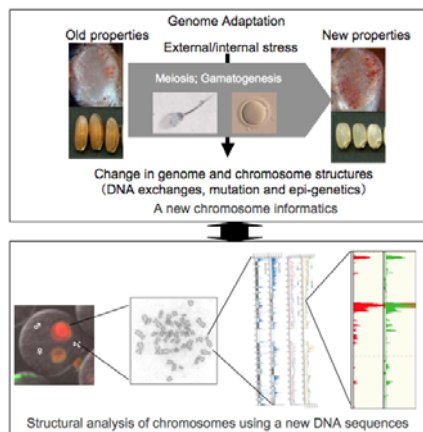 Genome Adaptation
Old properties
External/internal stress
New properties
Meiosis; Gamatogenesis
Change in genome and chromosome structures
(DNA exchanges, mutation and epi-genetics)
A new chromosome informatics
♂
♀
Structural analysis of chromosomes using a new DNA sequences